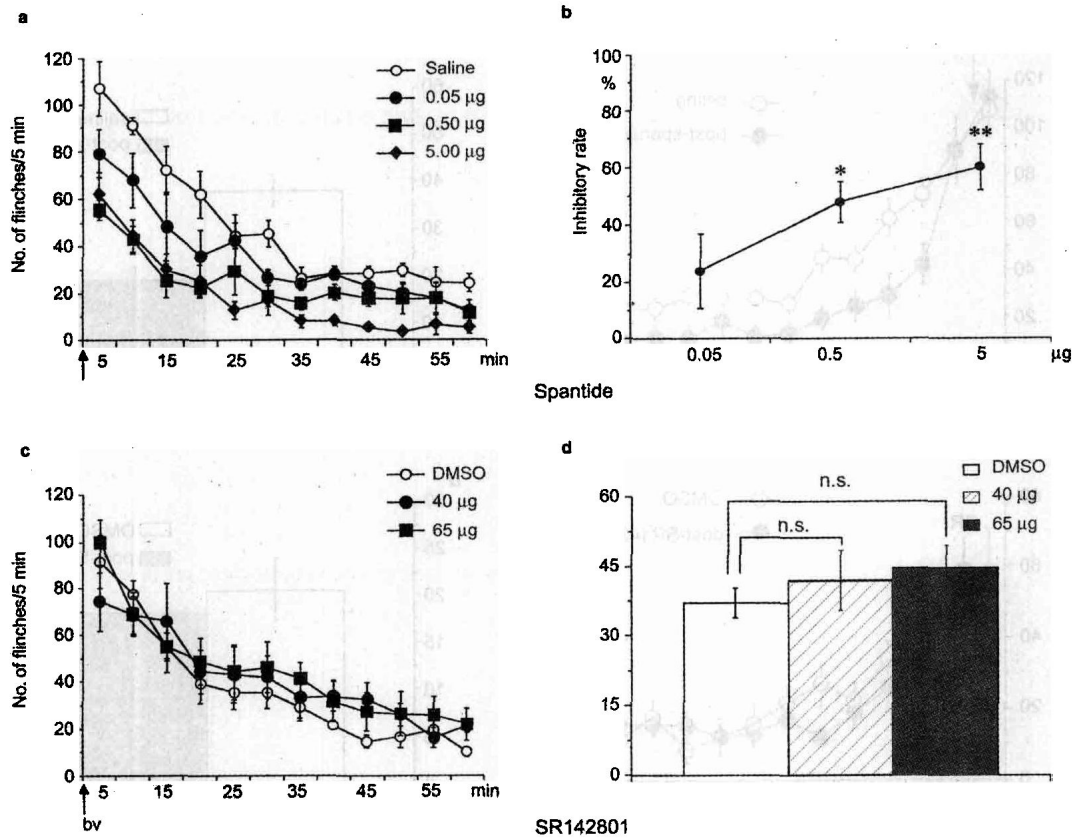 a
No. of flinches/5 min
120
100
80
60
40
20
0
5
15
25
35
45
55
min
Saline
0.05 µg
0.50 µg
5.00 µg
b
Inhibitory rate
100
%
80
60
40
20
0
*
**
0.05
0.5
5
µg
Spantide
c
No. of flinches/5 min
120
100
80
60
40
20
0
5
15
25
35
45
55
min
bv
DMSO
40 µg
65 µg
d
60
45
30
15
0
n.s.
n.s.
DMSO
40 µg
65 µg
SR142801